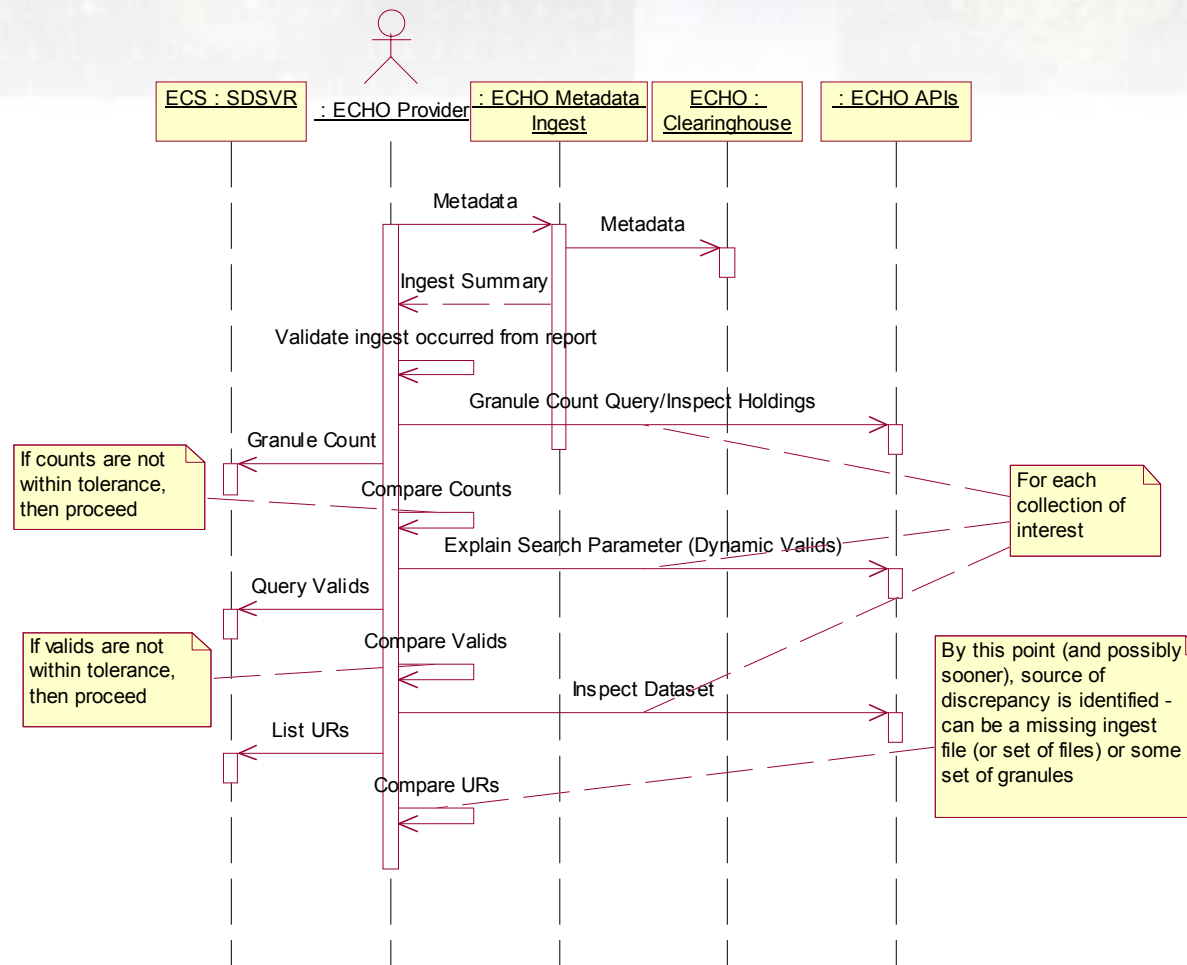 ECS : SDSVR
: ECHO Provider
: ECHO Metadata
Ingest
ECHO :
Clearinghouse
: ECHO APIs
Metadata
Metadata
Ingest Summary
Validate ingest occurred from report
Granule Count Query/Inspect Holdings
Granule Count
If counts are not
within tolerance,
then proceed
Compare Counts
For each
collection of
interest
Explain Search Parameter (Dynamic Valids)
Query Valids
If valids are not
within tolerance,
then proceed
Compare Valids
Inspect Dataset
By this point (and possibly
sooner), source of
discrepancy is identified -
can be a missing ingest
file (or set of files) or some
set of granules
List URs
Compare URs